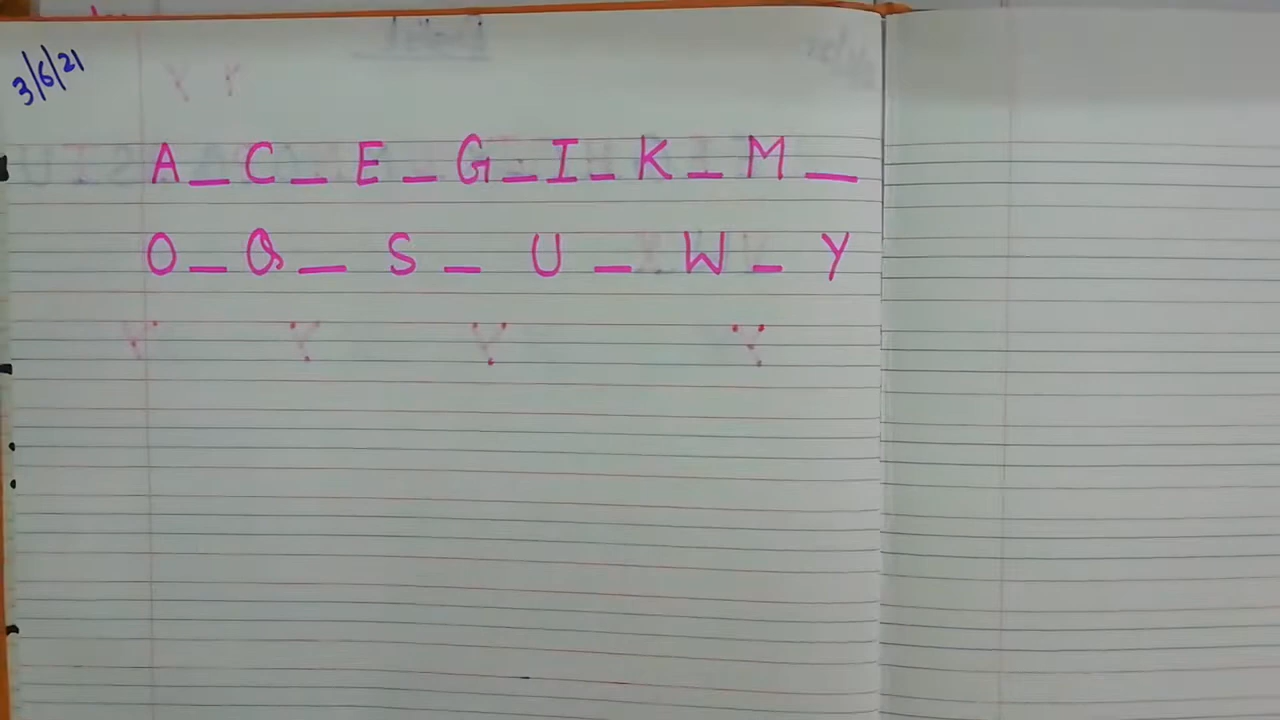 3/6/21
A _ C _ E _ G _ I _ K _ M _
O _ Q _ S _ U _ W _ Y